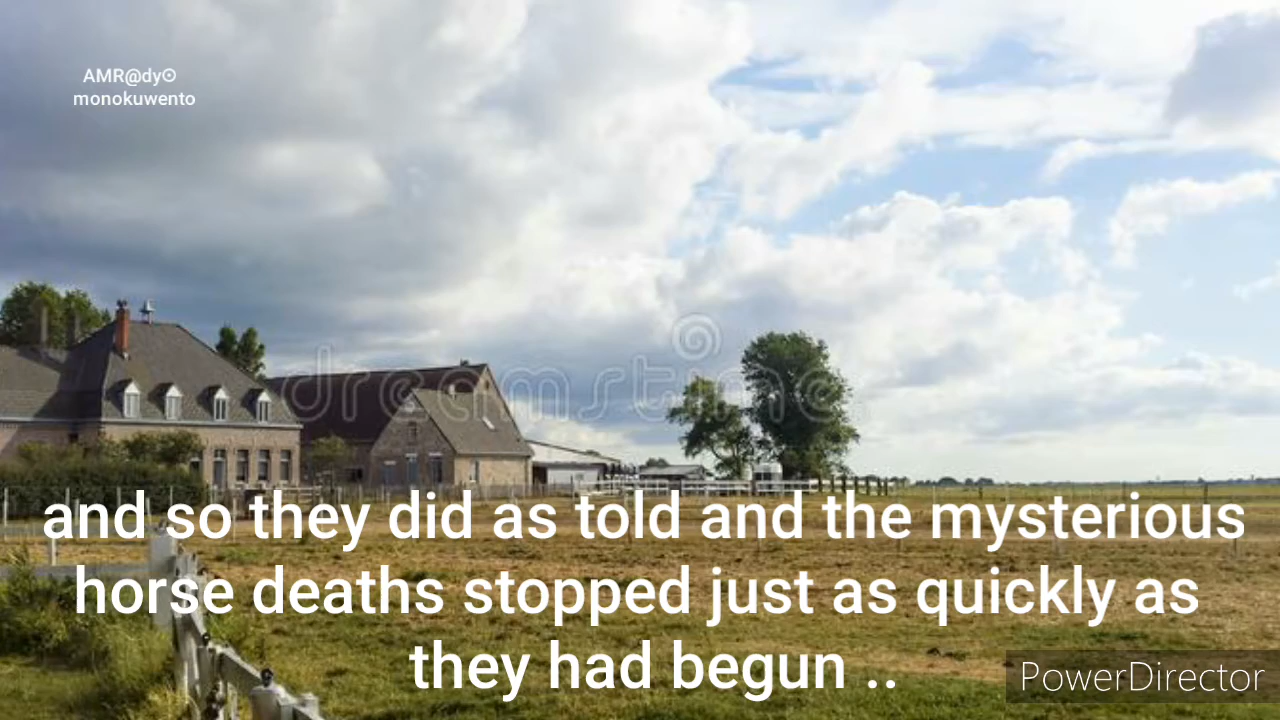 AMR@dy⊙
monokuwento
dreamstime
and so they did as told and the mysterious
horse deaths stopped just as quickly as
they had begun ..
PowerDirector